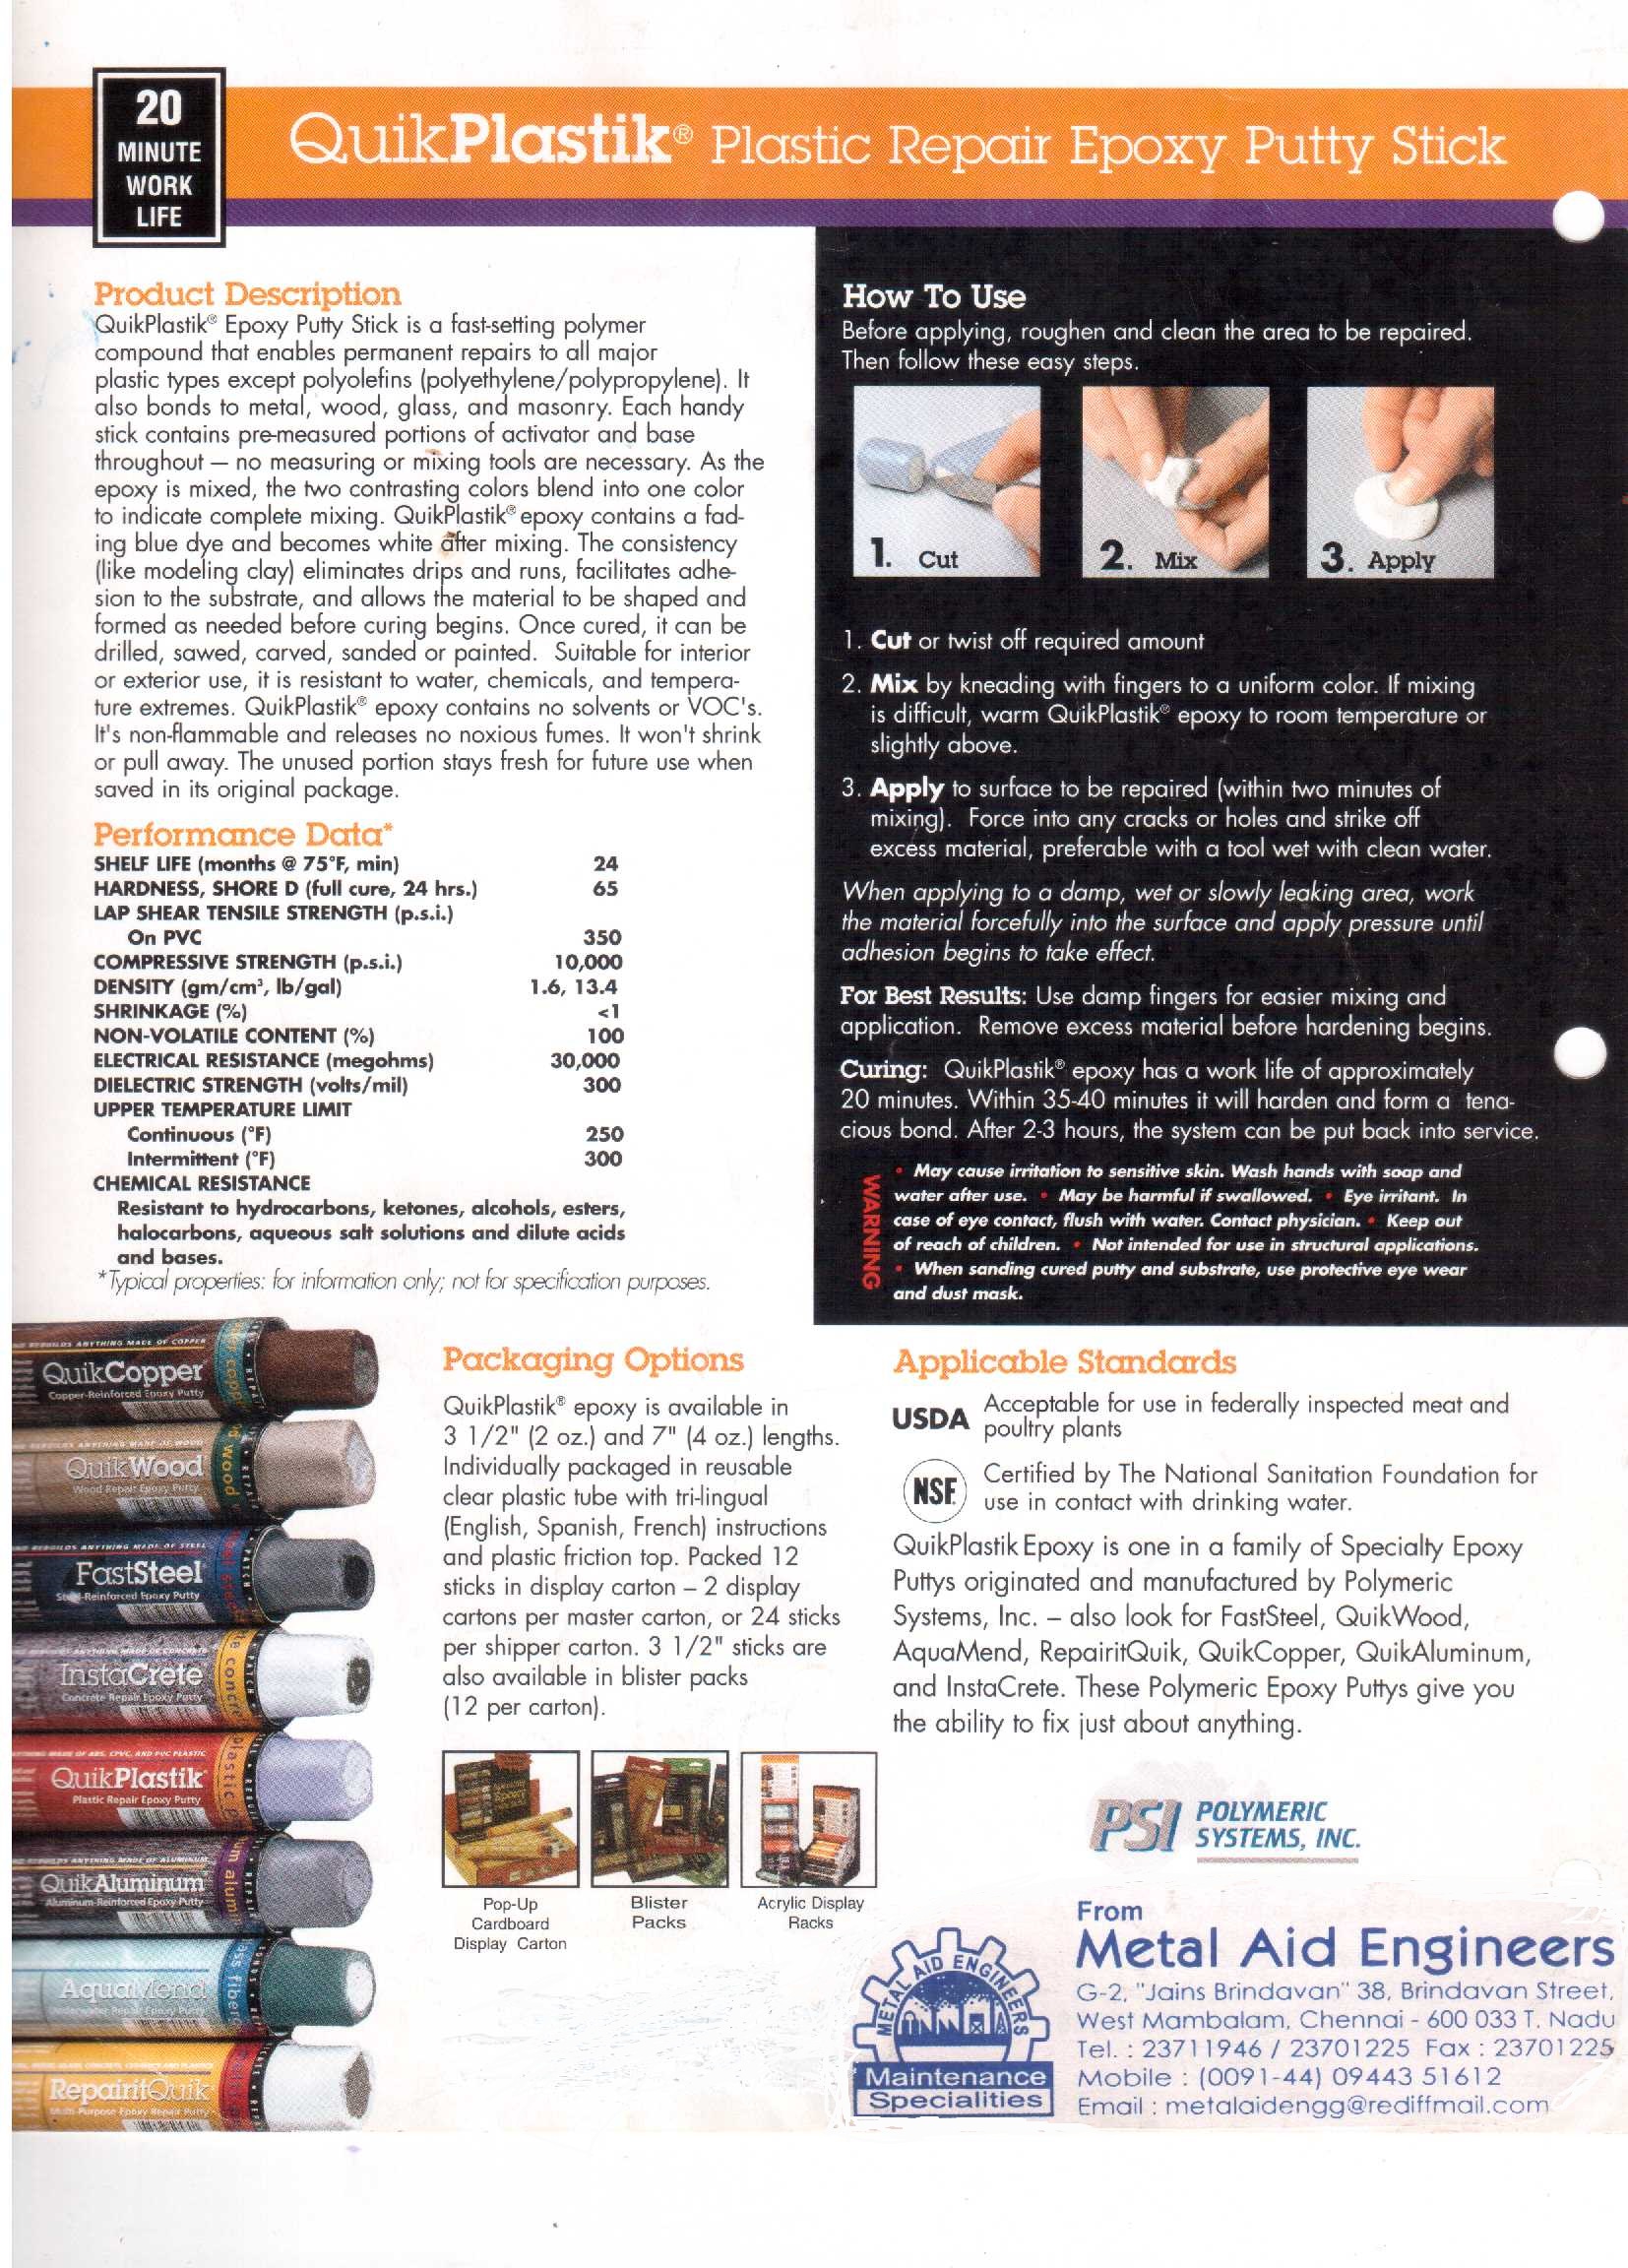 20
MINUTE
WORK
LIFE
QuikPlastik® Plastic Repair Epoxy Putty Stick
Product Description
QuikPlastik® Epoxy Putty Stick is a fast-setting polymer
compound that enables permanent repairs to all major
plastic types except polyolefins (polyethylene/polypropylene). It
also bonds to metal, wood, glass, and masonry. Each handy
stick contains pre-measured portions of activator and base
throughout — no measuring or mixing tools are necessary. As the
epoxy is mixed, the two contrasting colors blend into one color
to indicate complete mixing. QuikPlastik® epoxy contains a fad-
ing blue dye and becomes white after mixing. The consistency
(like modeling clay) eliminates drips and runs, facilitates adhe-
sion to the substrate, and allows the material to be shaped and
formed as needed before curing begins. Once cured, it can be
drilled, sawed, carved, sanded or painted. Suitable for interior
or exterior use, it is resistant to water, chemicals, and tempera-
ture extremes. QuikPlastik® epoxy contains no solvents or VOC's.
It's non-flammable and releases no noxious fumes. It won't shrink
or pull away. The unused portion stays fresh for future use when
saved in its original package.
Performance Data*
SHELF LIFE (months @ 75°F, min) 24
HARDNESS, SHORE D (full cure, 24 hrs.) 65
LAP SHEAR TENSILE STRENGTH (p.s.i.)
On PVC 350
COMPRESSIVE STRENGTH (p.s.i.) 10,000
DENSITY (gm/cm³, lb/gal) 1.6, 13.4
SHRINKAGE (%) <1
NON-VOLATILE CONTENT (%) 100
ELECTRICAL RESISTANCE (megohms) 30,000
DIELECTRIC STRENGTH (volts/mil) 300
UPPER TEMPERATURE LIMIT
Continuous (°F) 250
Intermittent (°F) 300
CHEMICAL RESISTANCE
Resistant to hydrocarbons, ketones, alcohols, esters,
halocarbons, aqueous salt solutions and dilute acids
and bases.
*Typical properties: for information only; not for specification purposes.
How To Use
Before applying, roughen and clean the area to be repaired.
Then follow these easy steps.
1. Cut
2. Mix
3. Apply
1. Cut or twist off required amount
2. Mix by kneading with fingers to a uniform color. If mixing
is difficult, warm QuikPlastik® epoxy to room temperature or
slightly above.
3. Apply to surface to be repaired (within two minutes of
mixing). Force into any cracks or holes and strike off
excess material, preferable with a tool wet with clean water.
When applying to a damp, wet or slowly leaking area, work
the material forcefully into the surface and apply pressure until
adhesion begins to take effect.
For Best Results: Use damp fingers for easier mixing and
application. Remove excess material before hardening begins.
Curing: QuikPlastik® epoxy has a work life of approximately
20 minutes. Within 35-40 minutes it will harden and form a tena-
cious bond. After 2-3 hours, the system can be put back into service.
WARNING
• May cause irritation to sensitive skin. Wash hands with soap and
water after use. • May be harmful if swallowed. • Eye irritant. In
case of eye contact, flush with water. Contact physician. • Keep out
of reach of children. • Not intended for use in structural applications.
• When sanding cured putty and substrate, use protective eye wear
and dust mask.
QuikCopper
Copper-Reinforced Epoxy Putty
QuikWood
Wood Repair Epoxy Putty
FastSteel
Steel-Reinforced Epoxy Putty
InstaCrete
Concrete Repair Epoxy Putty
QuikPlastik
Plastic Repair Epoxy Putty
QuikAluminum
Aluminum-Reinforced Epoxy Putty
AquaMend
Underwater Repair Epoxy Putty
RepairitQuik
Multi-Purpose Epoxy Repair Putty
Packaging Options
QuikPlastik® epoxy is available in
3 1/2" (2 oz.) and 7" (4 oz.) lengths.
Individually packaged in reusable
clear plastic tube with tri-lingual
(English, Spanish, French) instructions
and plastic friction top. Packed 12
sticks in display carton – 2 display
cartons per master carton, or 24 sticks
per shipper carton. 3 1/2" sticks are
also available in blister packs
(12 per carton).
Pop-Up
Cardboard
Display Carton
Blister
Packs
Acrylic Display
Racks
Applicable Standards
USDA
Acceptable for use in federally inspected meat and
poultry plants
NSF
Certified by The National Sanitation Foundation for
use in contact with drinking water.
QuikPlastik Epoxy is one in a family of Specialty Epoxy
Puttys originated and manufactured by Polymeric
Systems, Inc. – also look for FastSteel, QuikWood,
AquaMend, RepairitQuik, QuikCopper, QuikAluminum,
and InstaCrete. These Polymeric Epoxy Puttys give you
the ability to fix just about anything.
PSI POLYMERIC
SYSTEMS, INC.
METAL AID ENGINEERS
Maintenance
Specialities
From
Metal Aid Engineers
G-2, "Jains Brindavan" 38, Brindavan Street,
West Mambalam, Chennai - 600 033 T. Nadu
Tel. : 23711946 / 23701225 Fax : 23701225
Mobile : (0091-44) 09443 51612
Email : metalaidengg@rediffmail.com